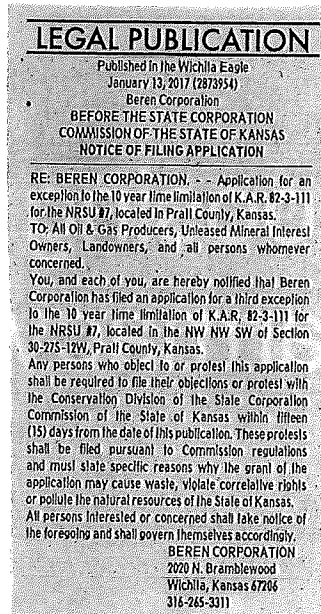 LEGAL PUBLICATION
Published in the Wichita Eagle
January 13, 2017 (2873954)
Beren Corporation
BEFORE THE STATE CORPORATION
COMMISSION OF THE STATE OF KANSAS
NOTICE OF FILING APPLICATION
RE: BEREN CORPORATION. - - Application for an
exception to the 10 year time limitation of K.A.R. 82-3-111
for the NRSU #7, located in Pratt County, Kansas.
TO: All Oil & Gas Producers, Unleased Mineral Interest
Owners, Landowners, and all persons whomever
concerned.
You, and each of you, are hereby notified that Beren
Corporation has filed an application for a third exception
to the 10 year time limitation of K.A.R. 82-3-111 for
the NRSU #7, located in the NW NW SW of Section
30-27S-12W, Pratt County, Kansas.
Any persons who object to or protest this application
shall be required to file their objections or protest with
the Conservation Division of the State Corporation
Commission of the State of Kansas within fifteen
(15) days from the date of this publication. These protests
shall be filed pursuant to Commission regulations
and must state specific reasons why the grant of the
application may cause waste, violate correlative rights
or pollute the natural resources of the State of Kansas.
All persons interested or concerned shall take notice of
the foregoing and shall govern themselves accordingly.
BEREN CORPORATION
2020 N. Bramblewood
Wichita, Kansas 67206
316-265-3311